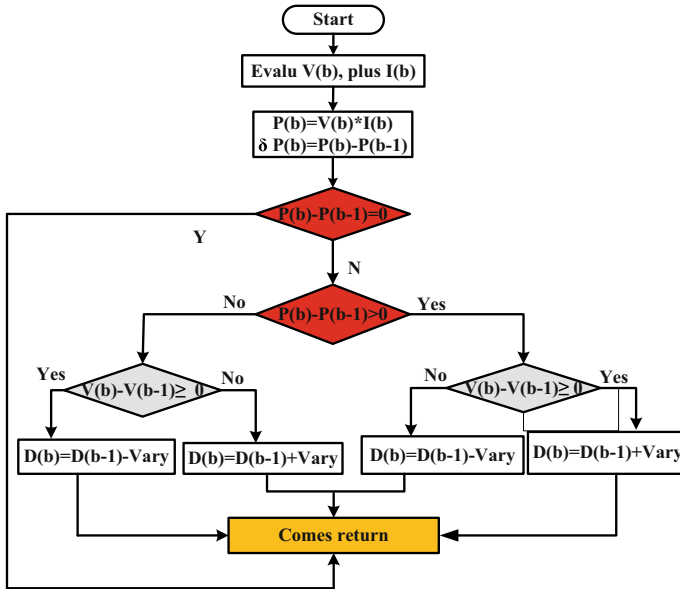 Start
Evalu V(b), plus I(b)
P(b)=V(b)*I(b)
δ P(b)=P(b)-P(b-1)
P(b)-P(b-1)=0
Y
N
No
P(b)-P(b-1)>0
Yes
Yes
V(b)-V(b-1)≥ 0
No
No
V(b)-V(b-1)≥ 0
Yes
D(b)=D(b-1)-Vary
D(b)=D(b-1)+Vary
D(b)=D(b-1)-Vary
D(b)=D(b-1)+Vary
Comes return